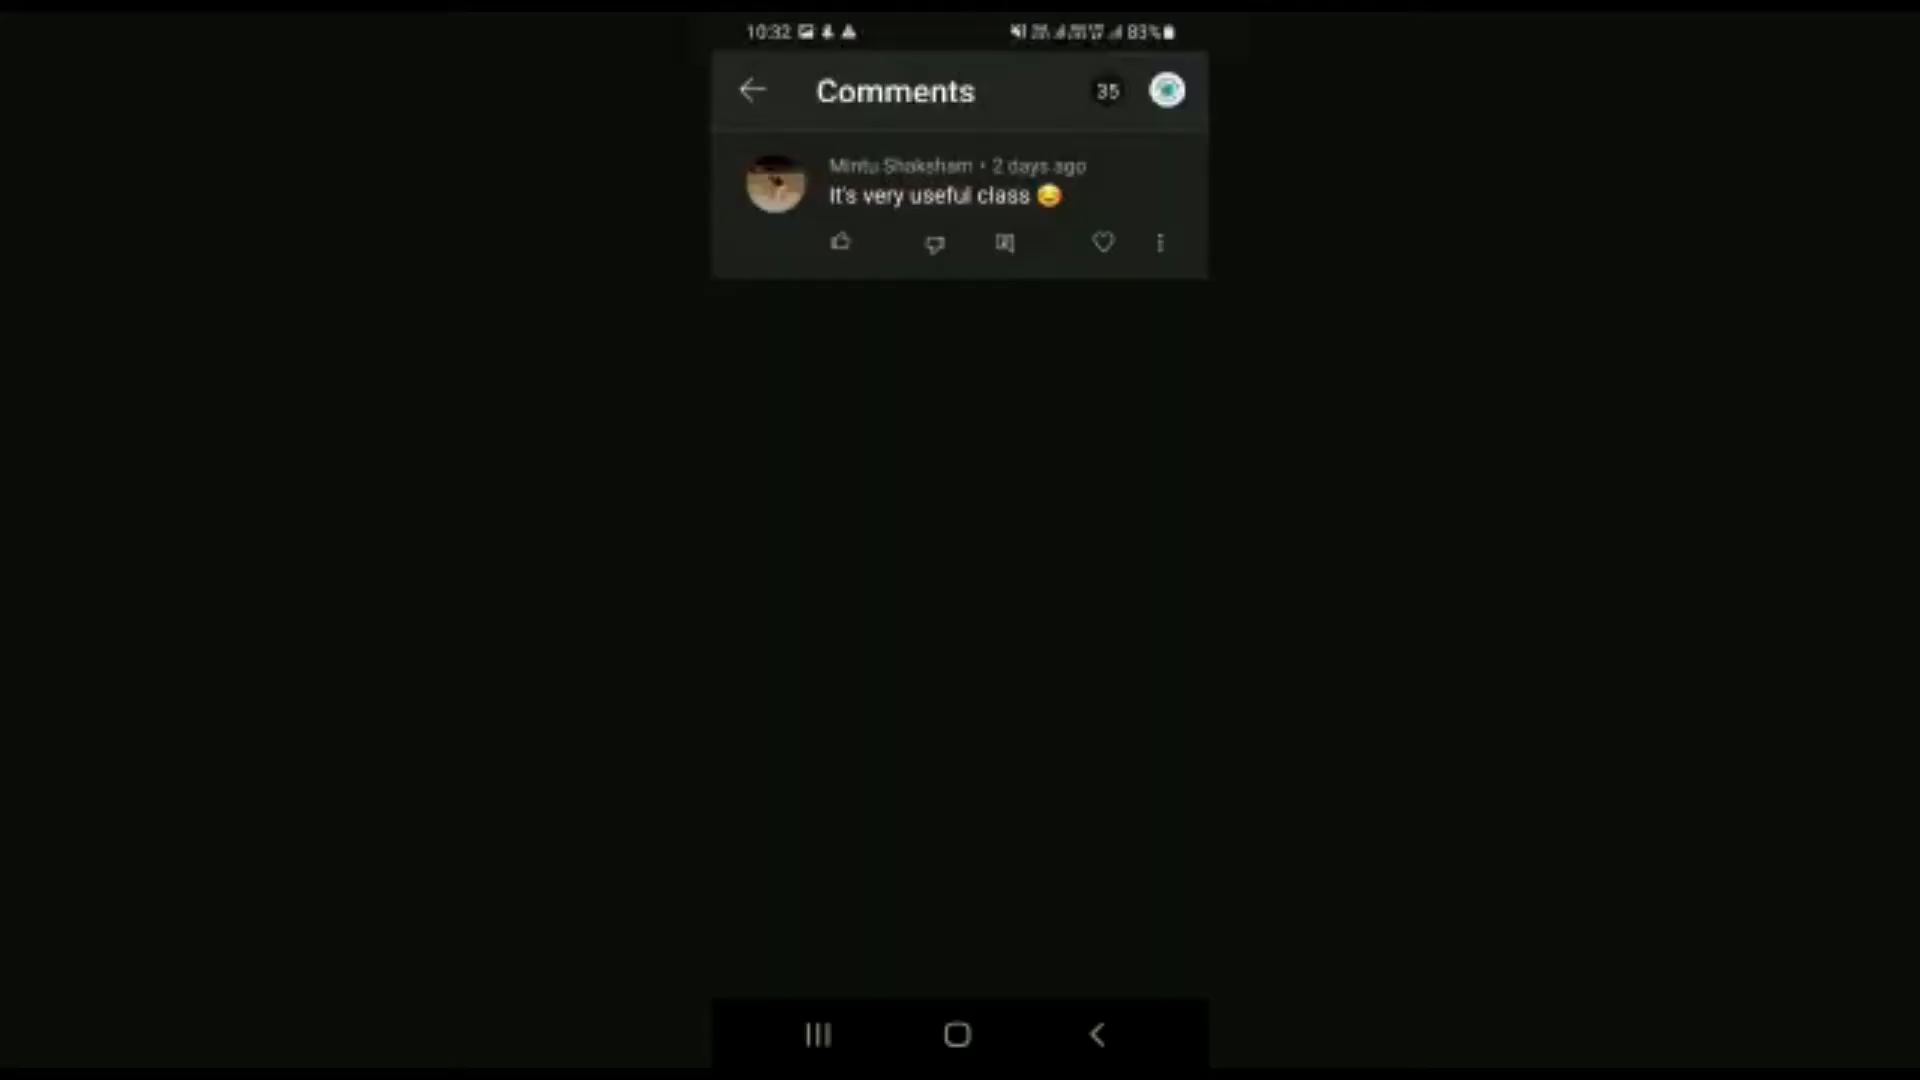 10:32 83%
Comments 35
Mintu Shaksham • 2 days ago
It's very useful class 😊